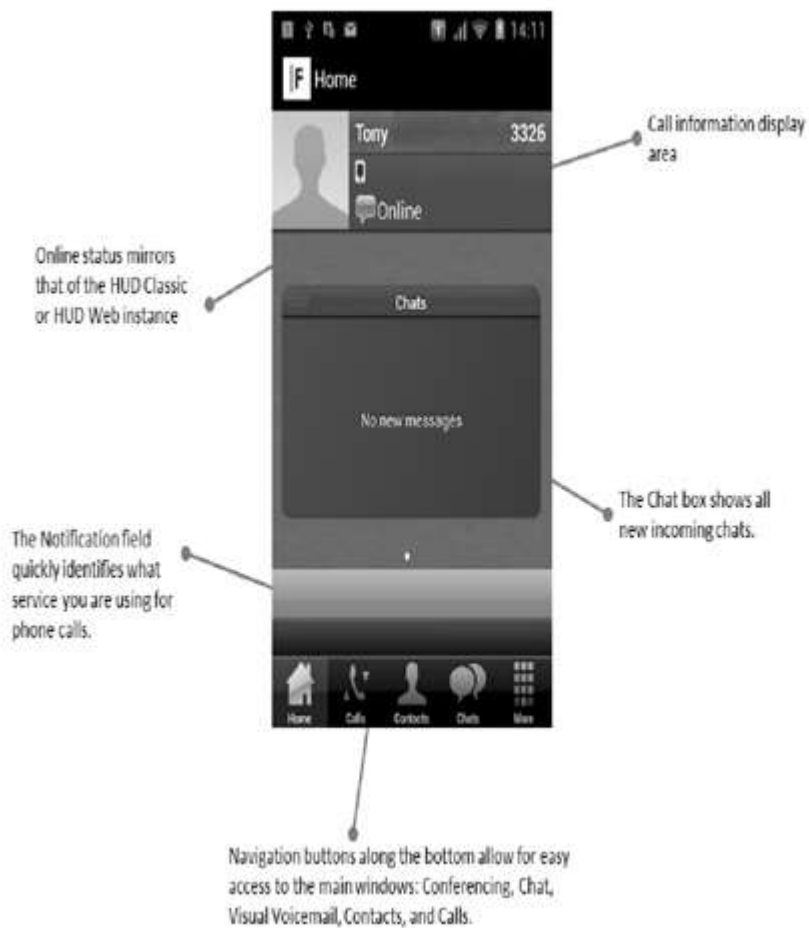 14:11
F Home
Tony 3326
Online
Call information display
area
Online status mirrors
that of the HUD Classic
or HUD Web instance
Chats
No new messages
The Chat box shows all
new incoming chats.
The Notification field
quickly identifies what
service you are using for
phone calls.
Home Calls Contacts Chats More
Navigation buttons along the bottom allow for easy
access to the main windows: Conferencing, Chat,
Visual Voicemail, Contacts, and Calls.